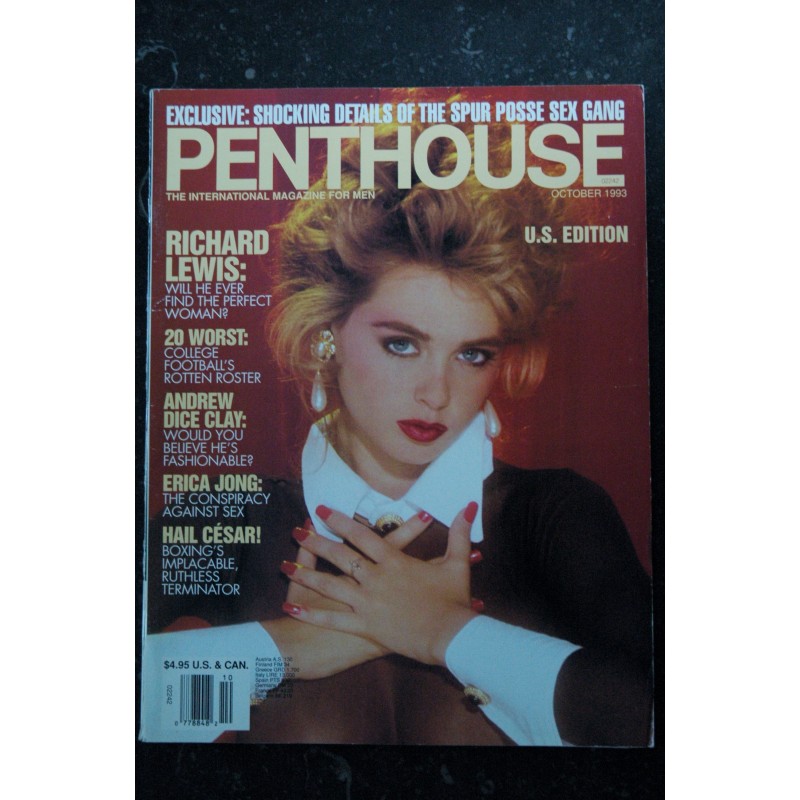 EXCLUSIVE: SHOCKING DETAILS OF THE SPUR POSSE SEX GANG
PENTHOUSE
THE INTERNATIONAL MAGAZINE FOR MEN
OCTOBER 1993
U.S. EDITION
RICHARD
LEWIS:
WILL HE EVER
FIND THE PERFECT
WOMAN?
20 WORST:
COLLEGE
FOOTBALL'S
ROTTEN ROSTER
ANDREW
DICE CLAY:
WOULD YOU
BELIEVE HE'S
FASHIONABLE?
ERICA JONG:
THE CONSPIRACY
AGAINST SEX
HAIL CÉSAR!
BOXING'S
IMPLACABLE,
RUTHLESS
TERMINATOR
$4.95 U.S. & CAN.
10
02242